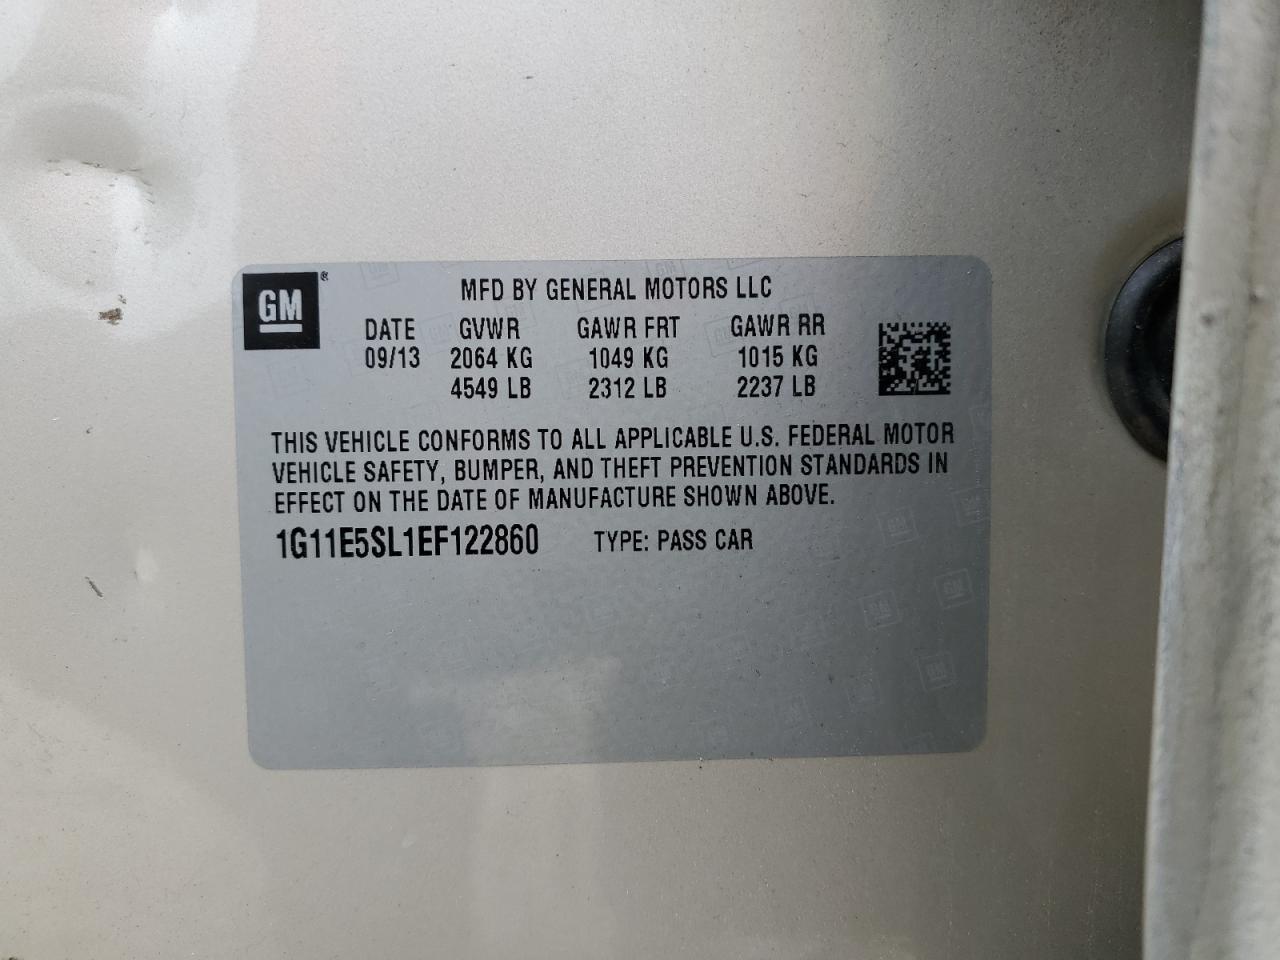 GM ®
MFD BY GENERAL MOTORS LLC
DATE GVWR GAWR FRT GAWR RR
09/13 2064 KG 1049 KG 1015 KG
4549 LB 2312 LB 2237 LB
THIS VEHICLE CONFORMS TO ALL APPLICABLE U.S. FEDERAL MOTOR
VEHICLE SAFETY, BUMPER, AND THEFT PREVENTION STANDARDS IN
EFFECT ON THE DATE OF MANUFACTURE SHOWN ABOVE.
1G11E5SL1EF122860 TYPE: PASS CAR